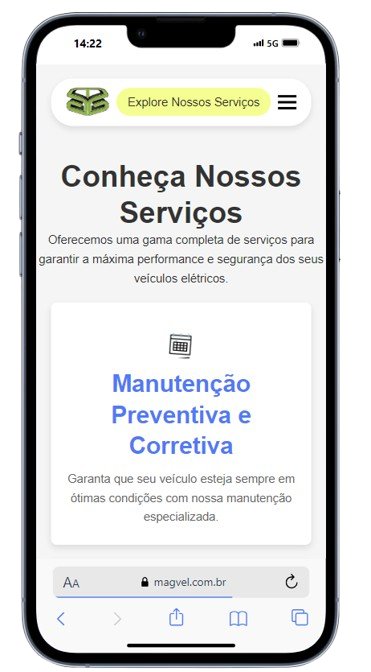 14:22
5G
Explore Nossos Serviços
Conheça Nossos
Serviços
Oferecemos uma gama completa de serviços para
garantir a máxima performance e segurança dos seus
veículos elétricos.
Manutenção
Preventiva e
Corretiva
Garanta que seu veículo esteja sempre em
ótimas condições com nossa manutenção
especializada.
AA
magvel.com.br